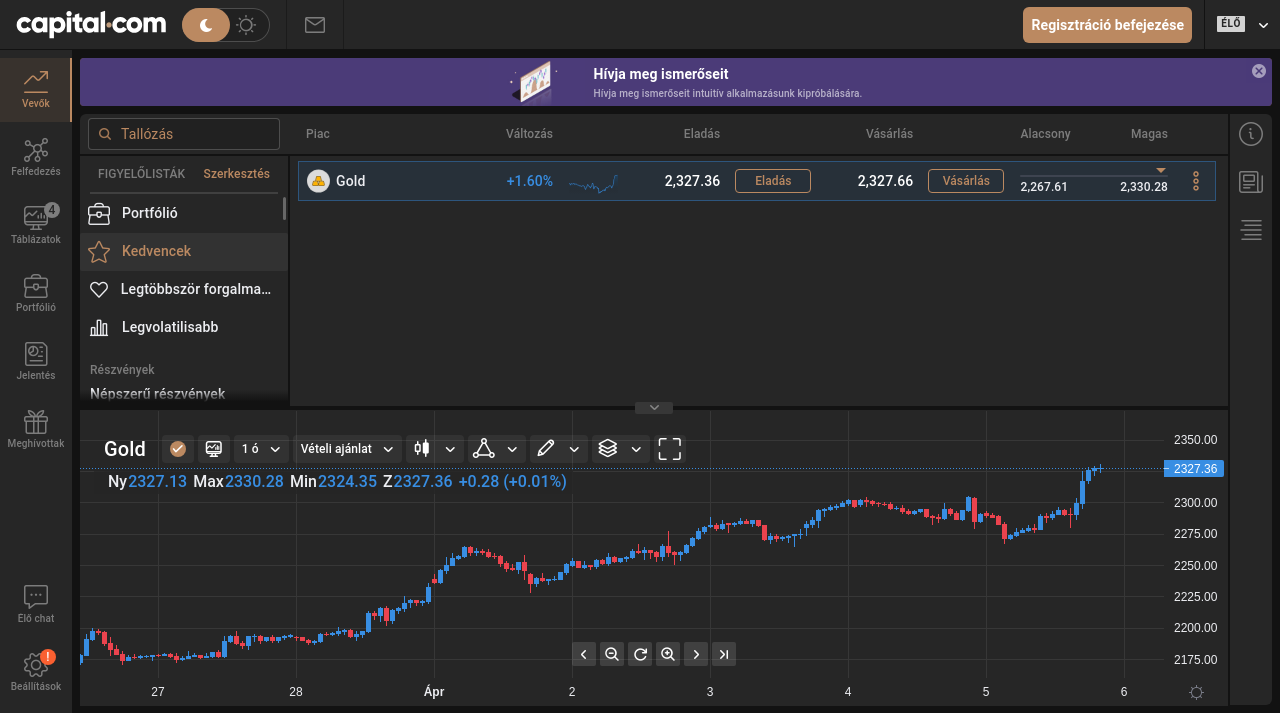 capital.com
Regisztráció befejezése
ÉLŐ
Vevők
Felfedezés
4
Táblázatok
Portfólió
Jelentés
Meghívottak
Elő chat
!
Beállítások
Hívja meg ismerőseit
Hívja meg ismerőseit intuitív alkalmazásunk kipróbálására.
Tallózás
FIGYELŐLISTÁK Szerkesztés
Portfólió
Kedvencek
Legtöbbször forgalma...
Legvolatilisabb
Részvények
Népszerű részvények
Piac Változás Eladás Vásárlás Alacsony Magas
Gold +1.60% 2,327.36 Eladás 2,327.66 Vásárlás 2,267.61 2,330.28
Gold 1 ó Vételi ajánlat
Ny2327.13 Max2330.28 Min2324.35 Z2327.36 +0.28 (+0.01%)
2350.00
2327.36
2300.00
2275.00
2250.00
2225.00
2200.00
2175.00
27 28 Ápr 2 3 4 5 6